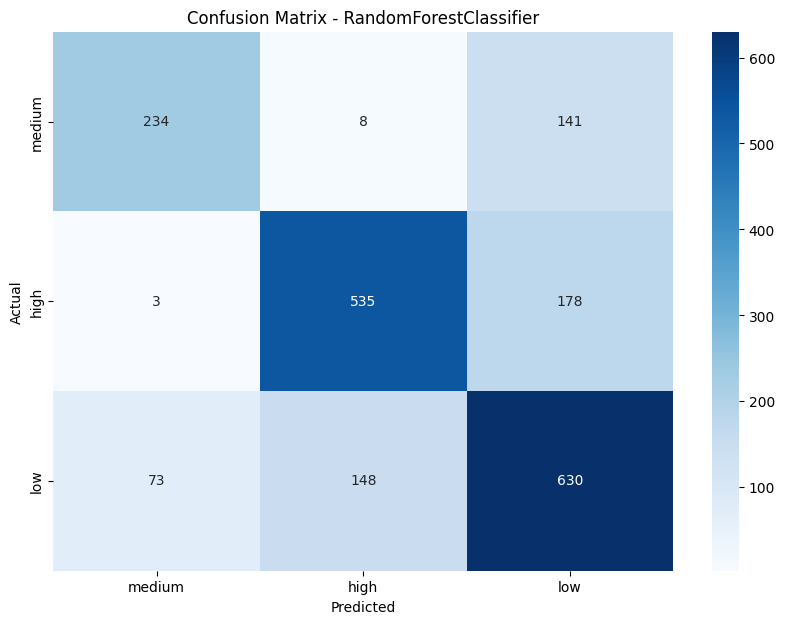 Confusion Matrix - RandomForestClassifier
medium 234 8 141
high 3 535 178
low 73 148 630
medium high low
Actual
Predicted
600
500
400
300
200
100